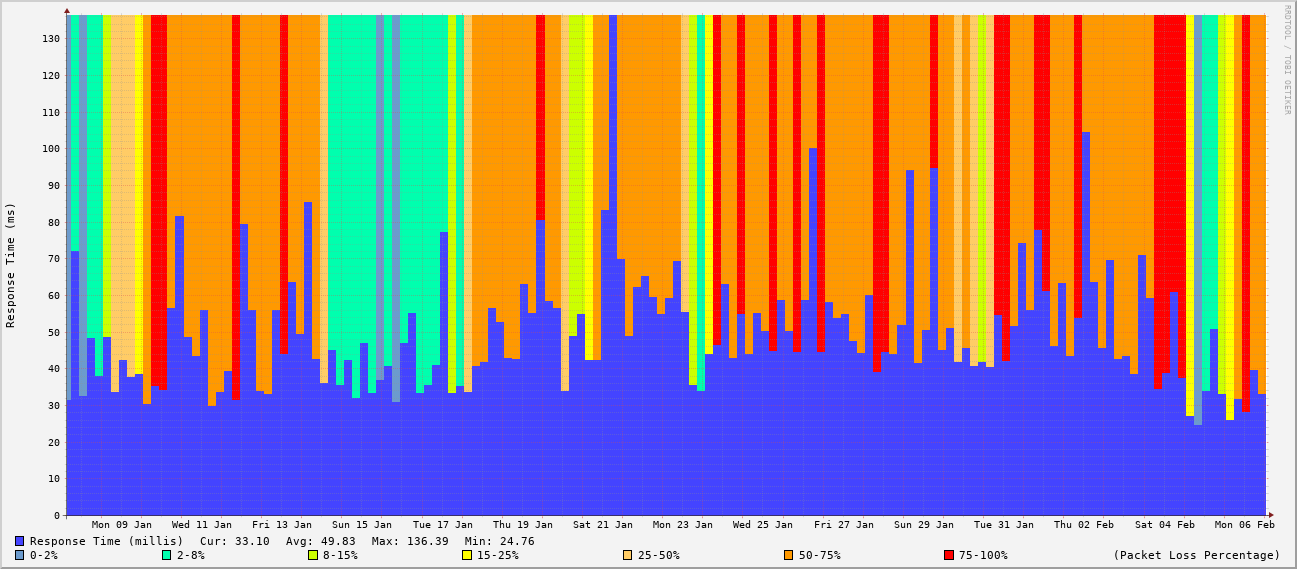 RRDTOOL / TOBI OETIKER
Response Time (ms)
130
120
110
100
90
80
70
60
50
40
30
20
10
0
Mon 09 Jan Wed 11 Jan Fri 13 Jan Sun 15 Jan Tue 17 Jan Thu 19 Jan Sat 21 Jan Mon 23 Jan Wed 25 Jan Fri 27 Jan Sun 29 Jan Tue 31 Jan Thu 02 Feb Sat 04 Feb Mon 06 Feb
Response Time (millis) Cur: 33.10 Avg: 49.83 Max: 136.39 Min: 24.76
0-2% 2-8% 8-15% 15-25% 25-50% 50-75% 75-100% (Packet Loss Percentage)